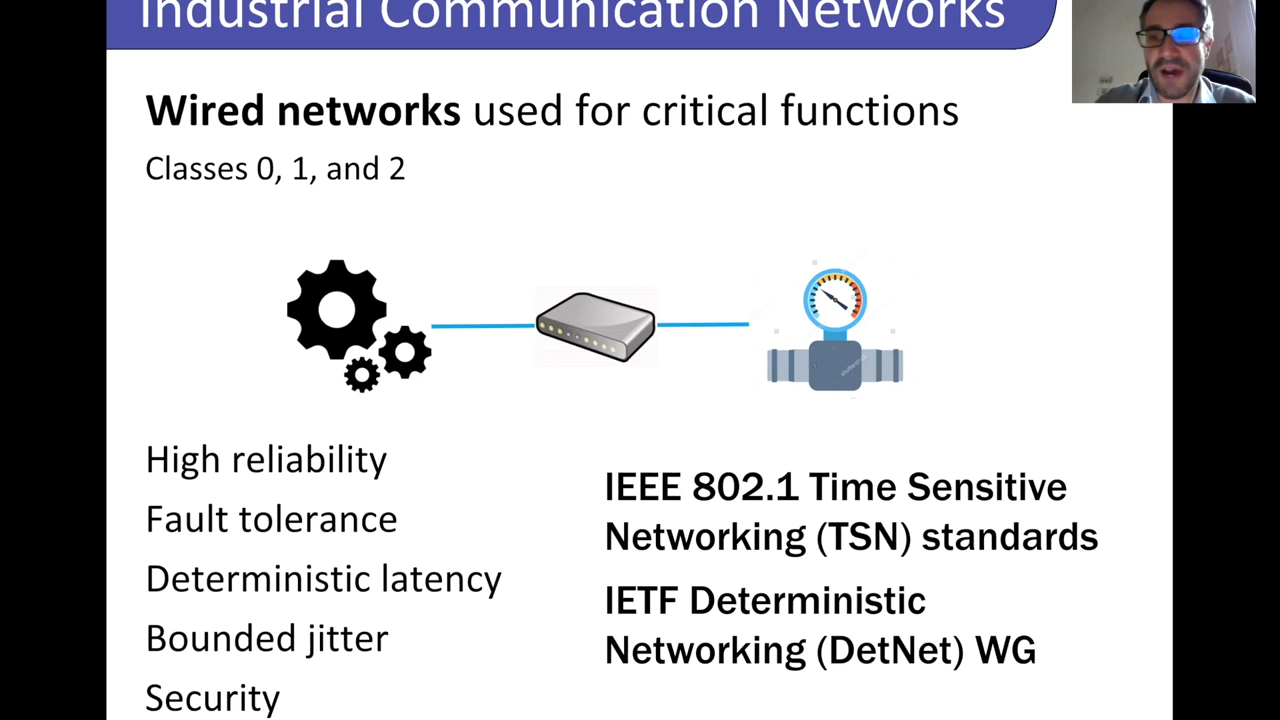 Industrial Communication Networks
Wired networks used for critical functions
Classes 0, 1, and 2
High reliability
Fault tolerance
Deterministic latency
Bounded jitter
Security
IEEE 802.1 Time Sensitive
Networking (TSN) standards
IETF Deterministic
Networking (DetNet) WG